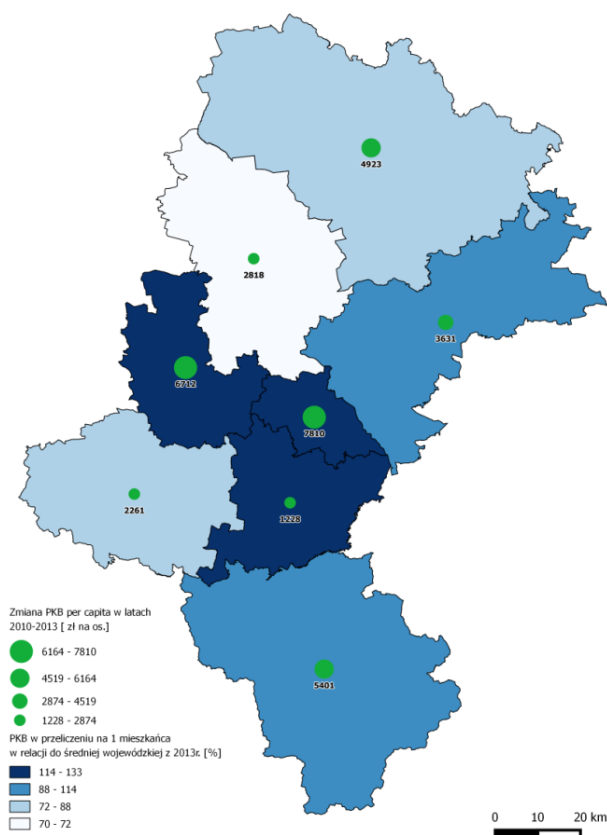 4923
2818
3631
6712
7810
2261
1228
5401
Zmiana PKB per capita w latach
2010-2013 [ zł na os.]
6164 - 7810
4519 - 6164
2874 - 4519
1228 - 2874
PKB w przeliczeniu na 1 mieszkańca
w relacji do średniej wojewódzkiej z 2013r. [%]
114 - 133
88 - 114
72 - 88
70 - 72
0 10 20 km